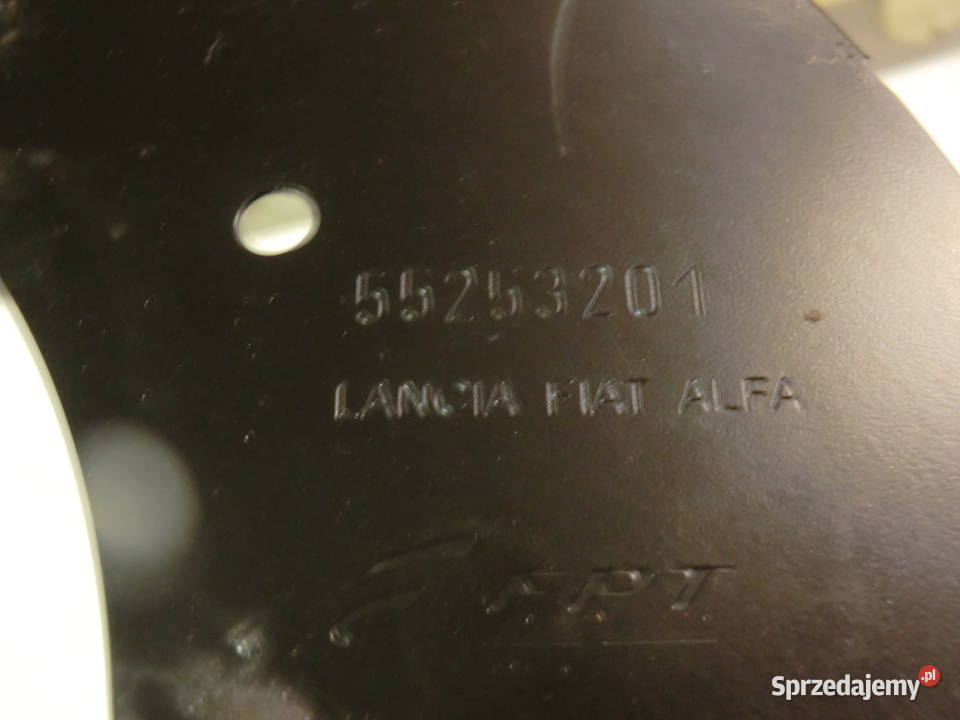 55253201
LANCIA FIAT ALFA
FPT
Sprzedajemy.pl